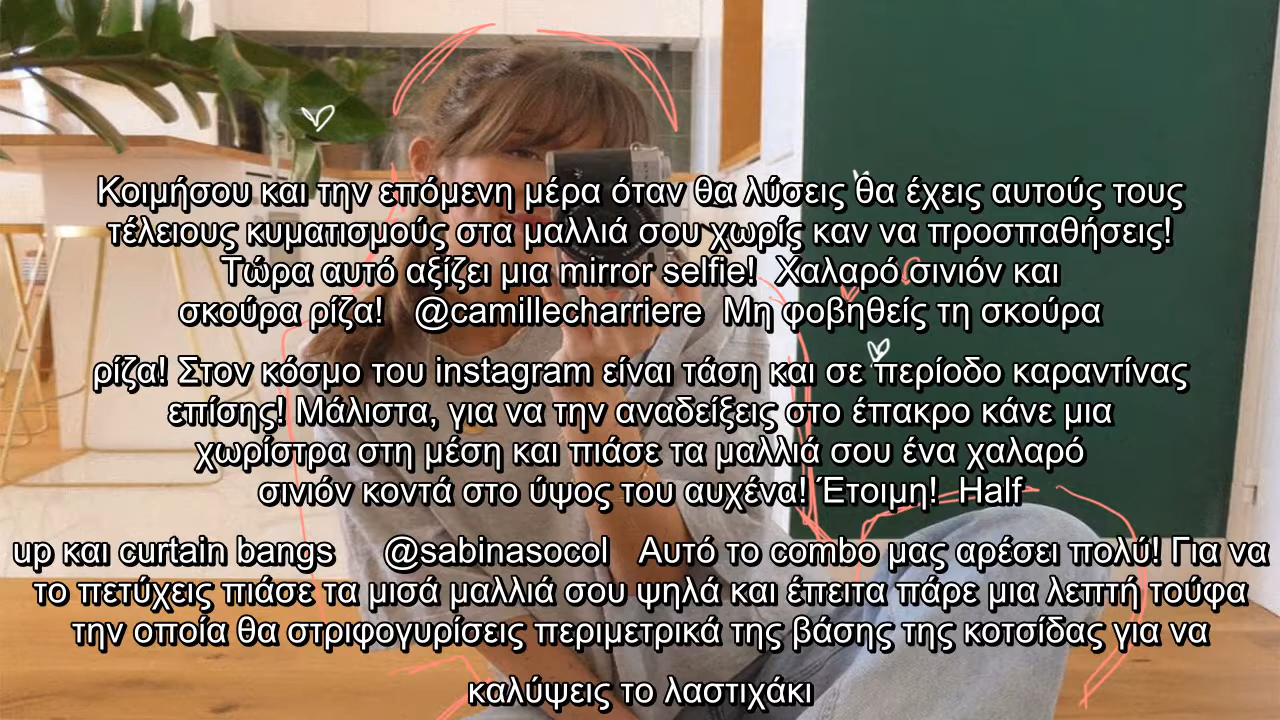 Κοιμήσου και την επόμενη μέρα όταν θα λύσεις θα έχεις αυτούς τους
τέλειους κυματισμούς στα μαλλιά σου χωρίς καν να προσπαθήσεις!
Τώρα αυτό αξίζει μια mirror selfie! Χαλαρό σινιόν και
σκούρα ρίζα! @camillecharriere Μη φοβηθείς τη σκούρα
ρίζα! Στον κόσμο του instagram είναι τάση και σε περίοδο καραντίνας
επίσης! Μάλιστα, για να την αναδείξεις στο έπακρο κάνε μια
χωρίστρα στη μέση και πιάσε τα μαλλιά σου ένα χαλαρό
σινιόν κοντά στο ύψος του αυχένα! Έτοιμη! Half
up και curtain bangs @sabinasocol Αυτό το combo μας αρέσει πολύ! Για να
το πετύχεις πιάσε τα μισά μαλλιά σου ψηλά και έπειτα πάρε μια λεπτή τούφα
την οποία θα στριφογυρίσεις περιμετρικά της βάσης της κοτσίδας για να
καλύψεις το λαστιχάκι